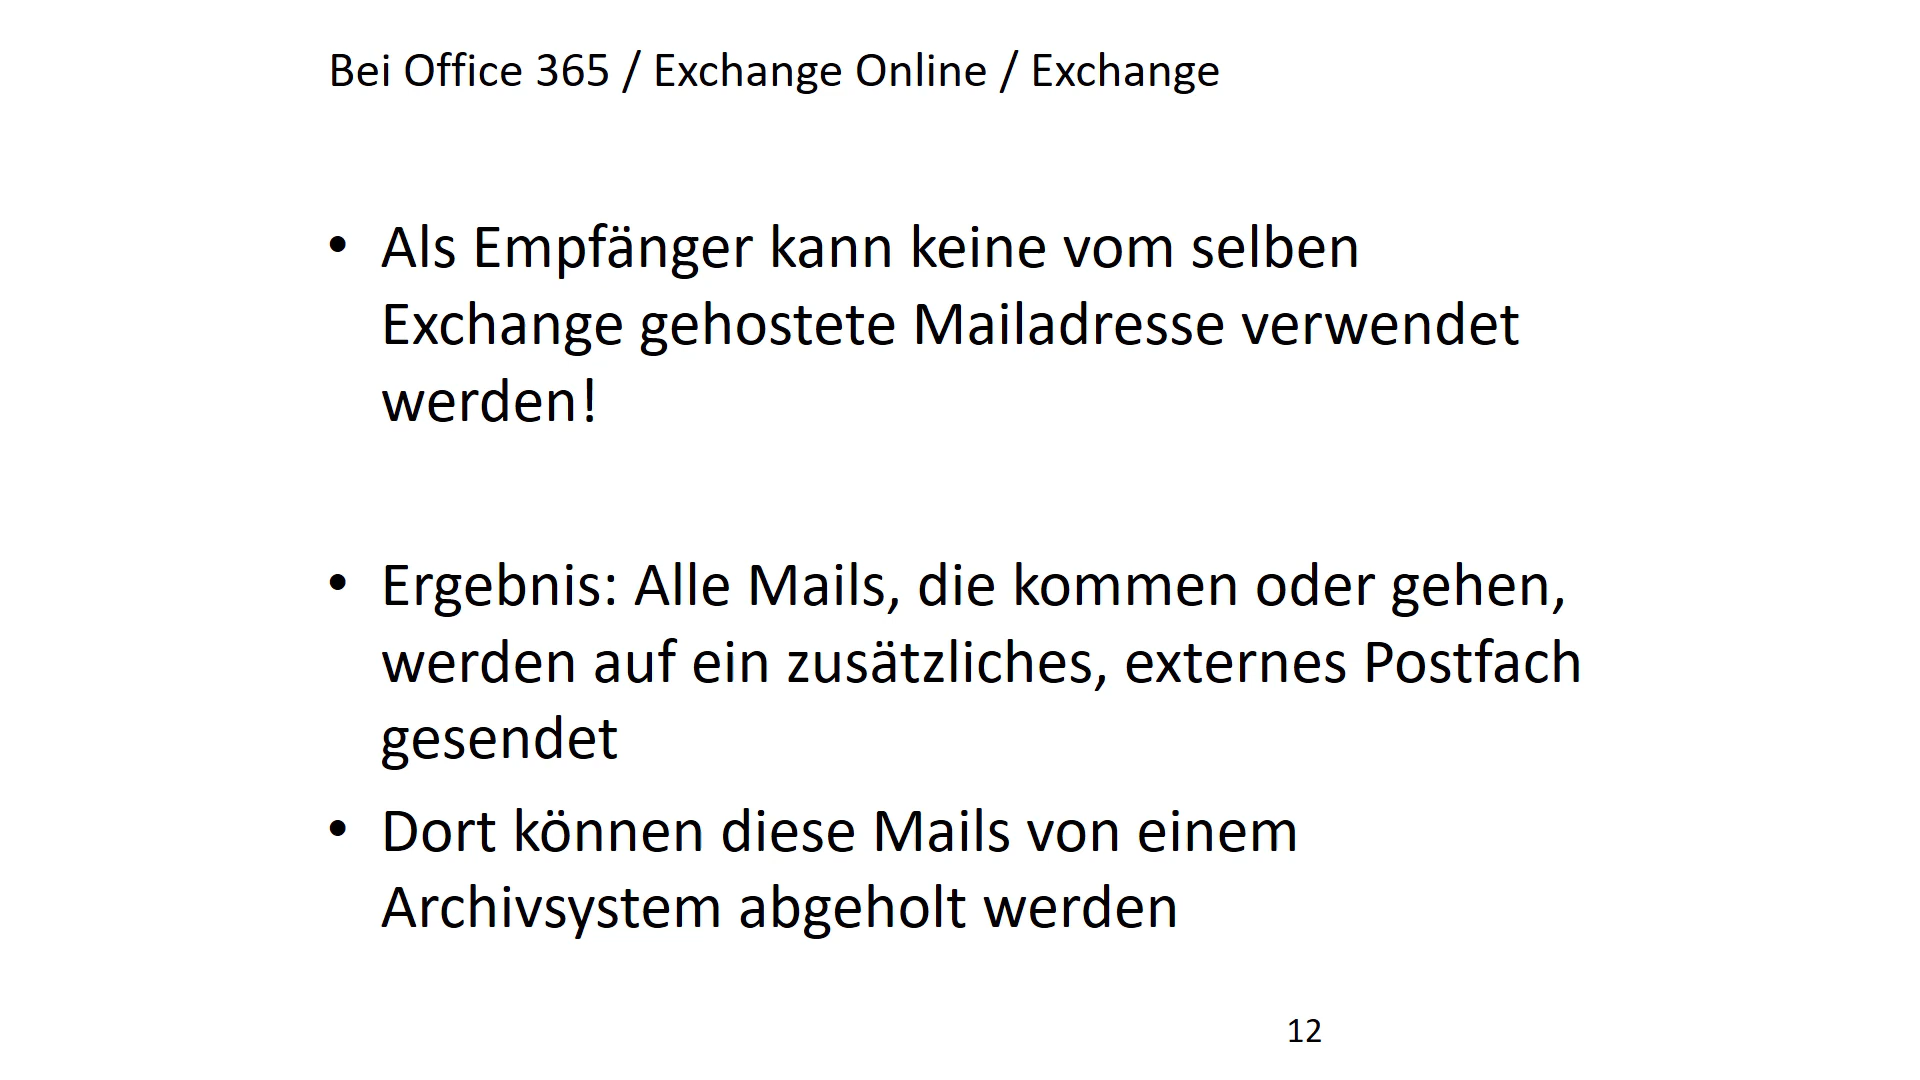 Bei Office 365 / Exchange Online / Exchange
• Als Empfänger kann keine vom selben
Exchange gehostete Mailadresse verwendet
werden!
• Ergebnis: Alle Mails, die kommen oder gehen,
werden auf ein zusätzliches, externes Postfach
gesendet
• Dort können diese Mails von einem
Archivsystem abgeholt werden
12